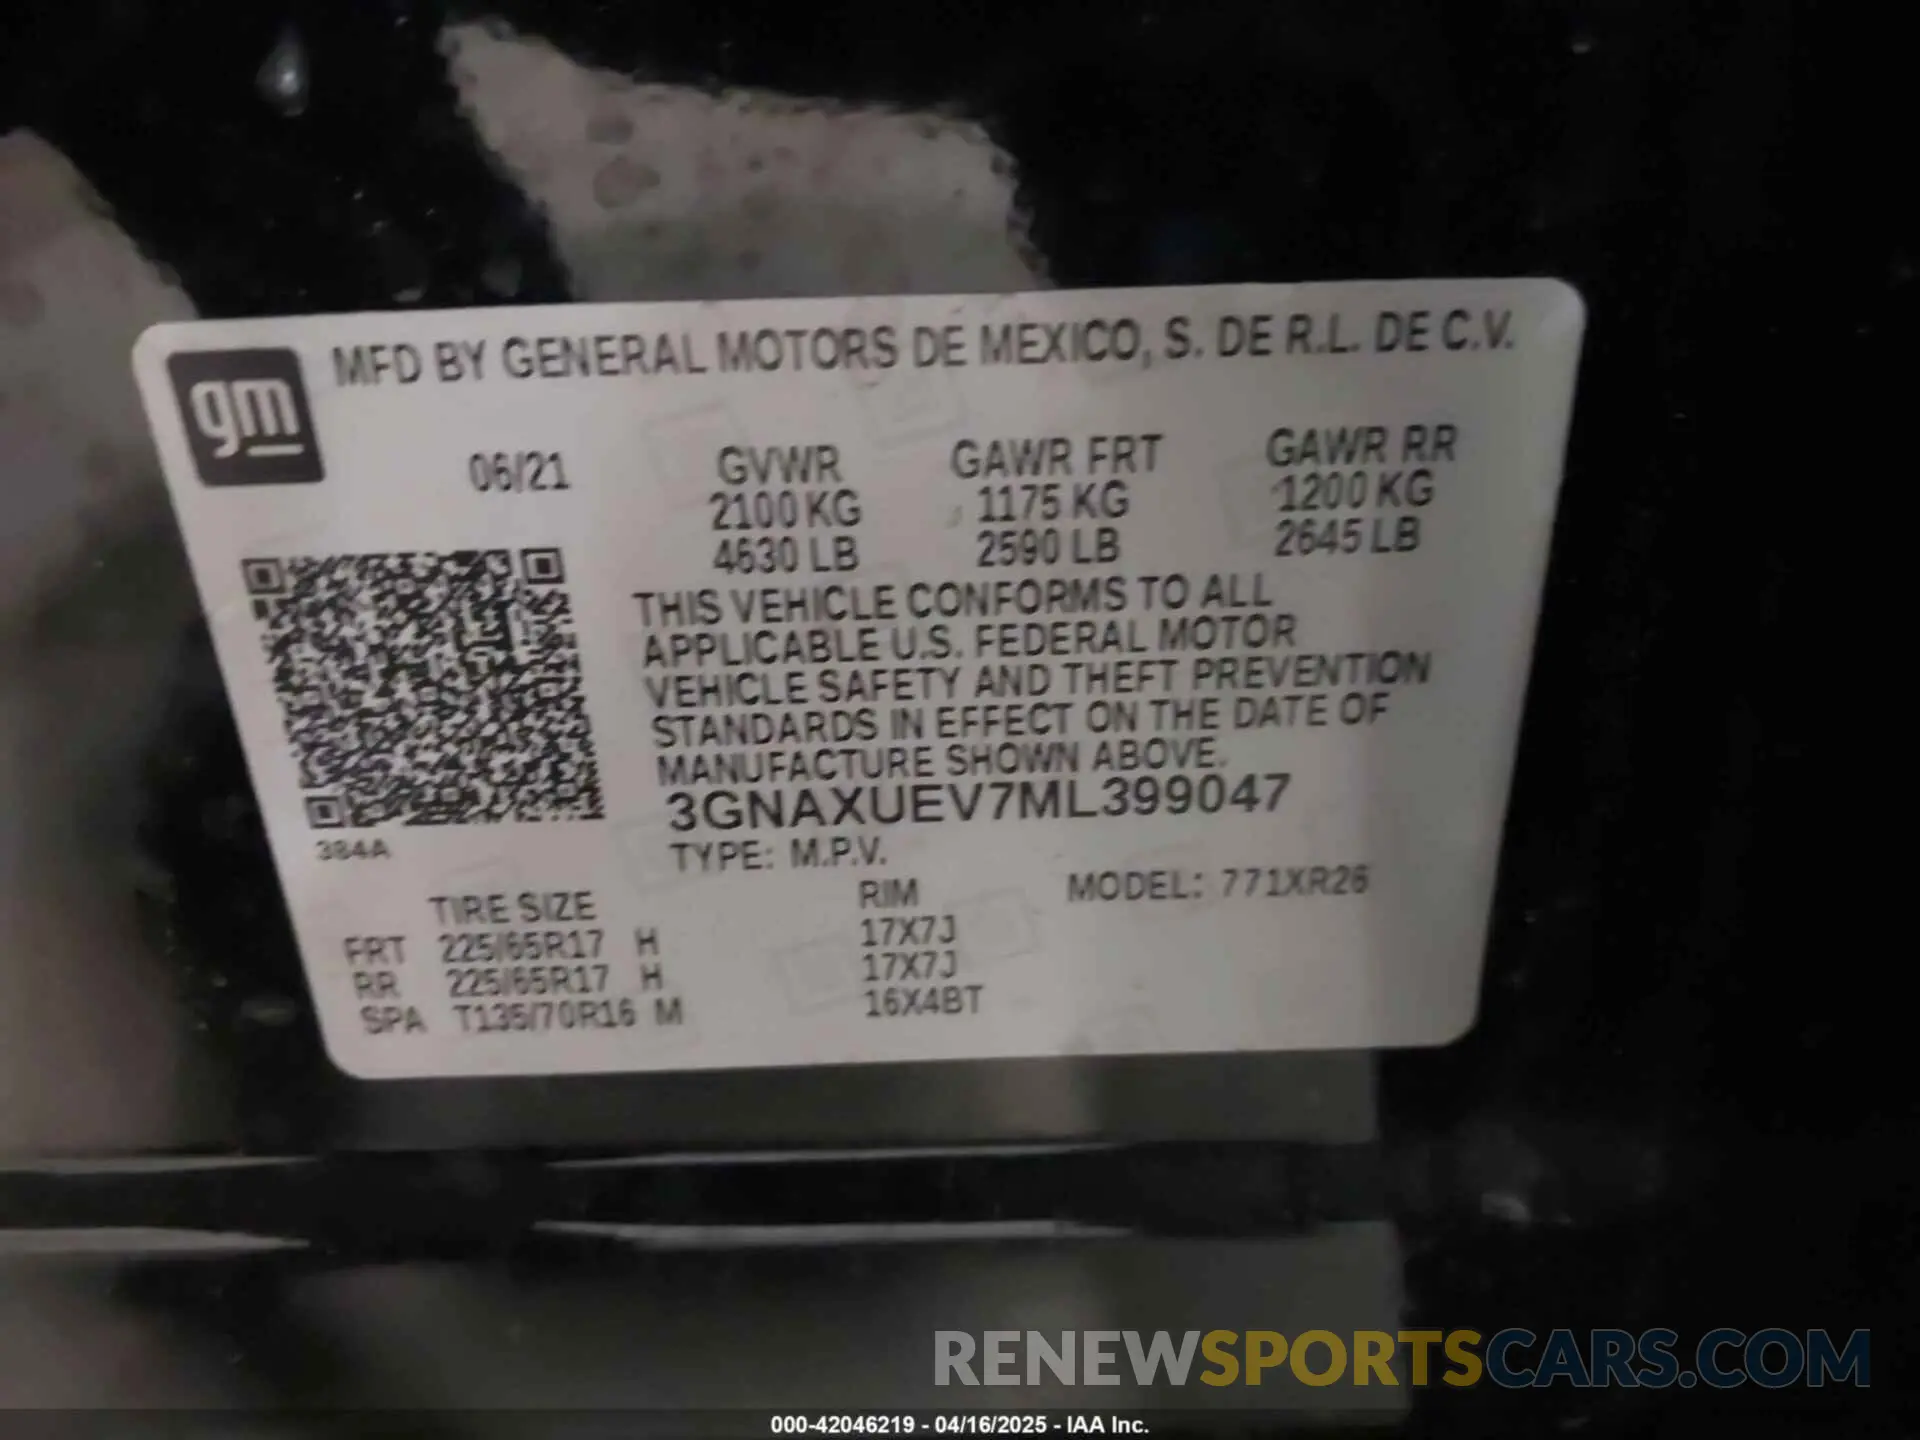 gm MFD BY GENERAL MOTORS DE MEXICO, S. DE R.L. DE C.V.
06/21 GVWR GAWR FRT GAWR RR
2100 KG 1175 KG 1200 KG
4630 LB 2590 LB 2645 LB
THIS VEHICLE CONFORMS TO ALL
APPLICABLE U.S. FEDERAL MOTOR
VEHICLE SAFETY AND THEFT PREVENTION
STANDARDS IN EFFECT ON THE DATE OF
MANUFACTURE SHOWN ABOVE.
3GNAXUEV7ML399047
384A TYPE: M.P.V.
TIRE SIZE RIM MODEL: 771XR26
FRT 225/65R17 H 17X7J
RR 225/65R17 H 17X7J
SPA T135/70R16 M 16X4BT
RENEWSPORTSCARS.COM
000-42046219 - 04/16/2025 - IAA Inc.